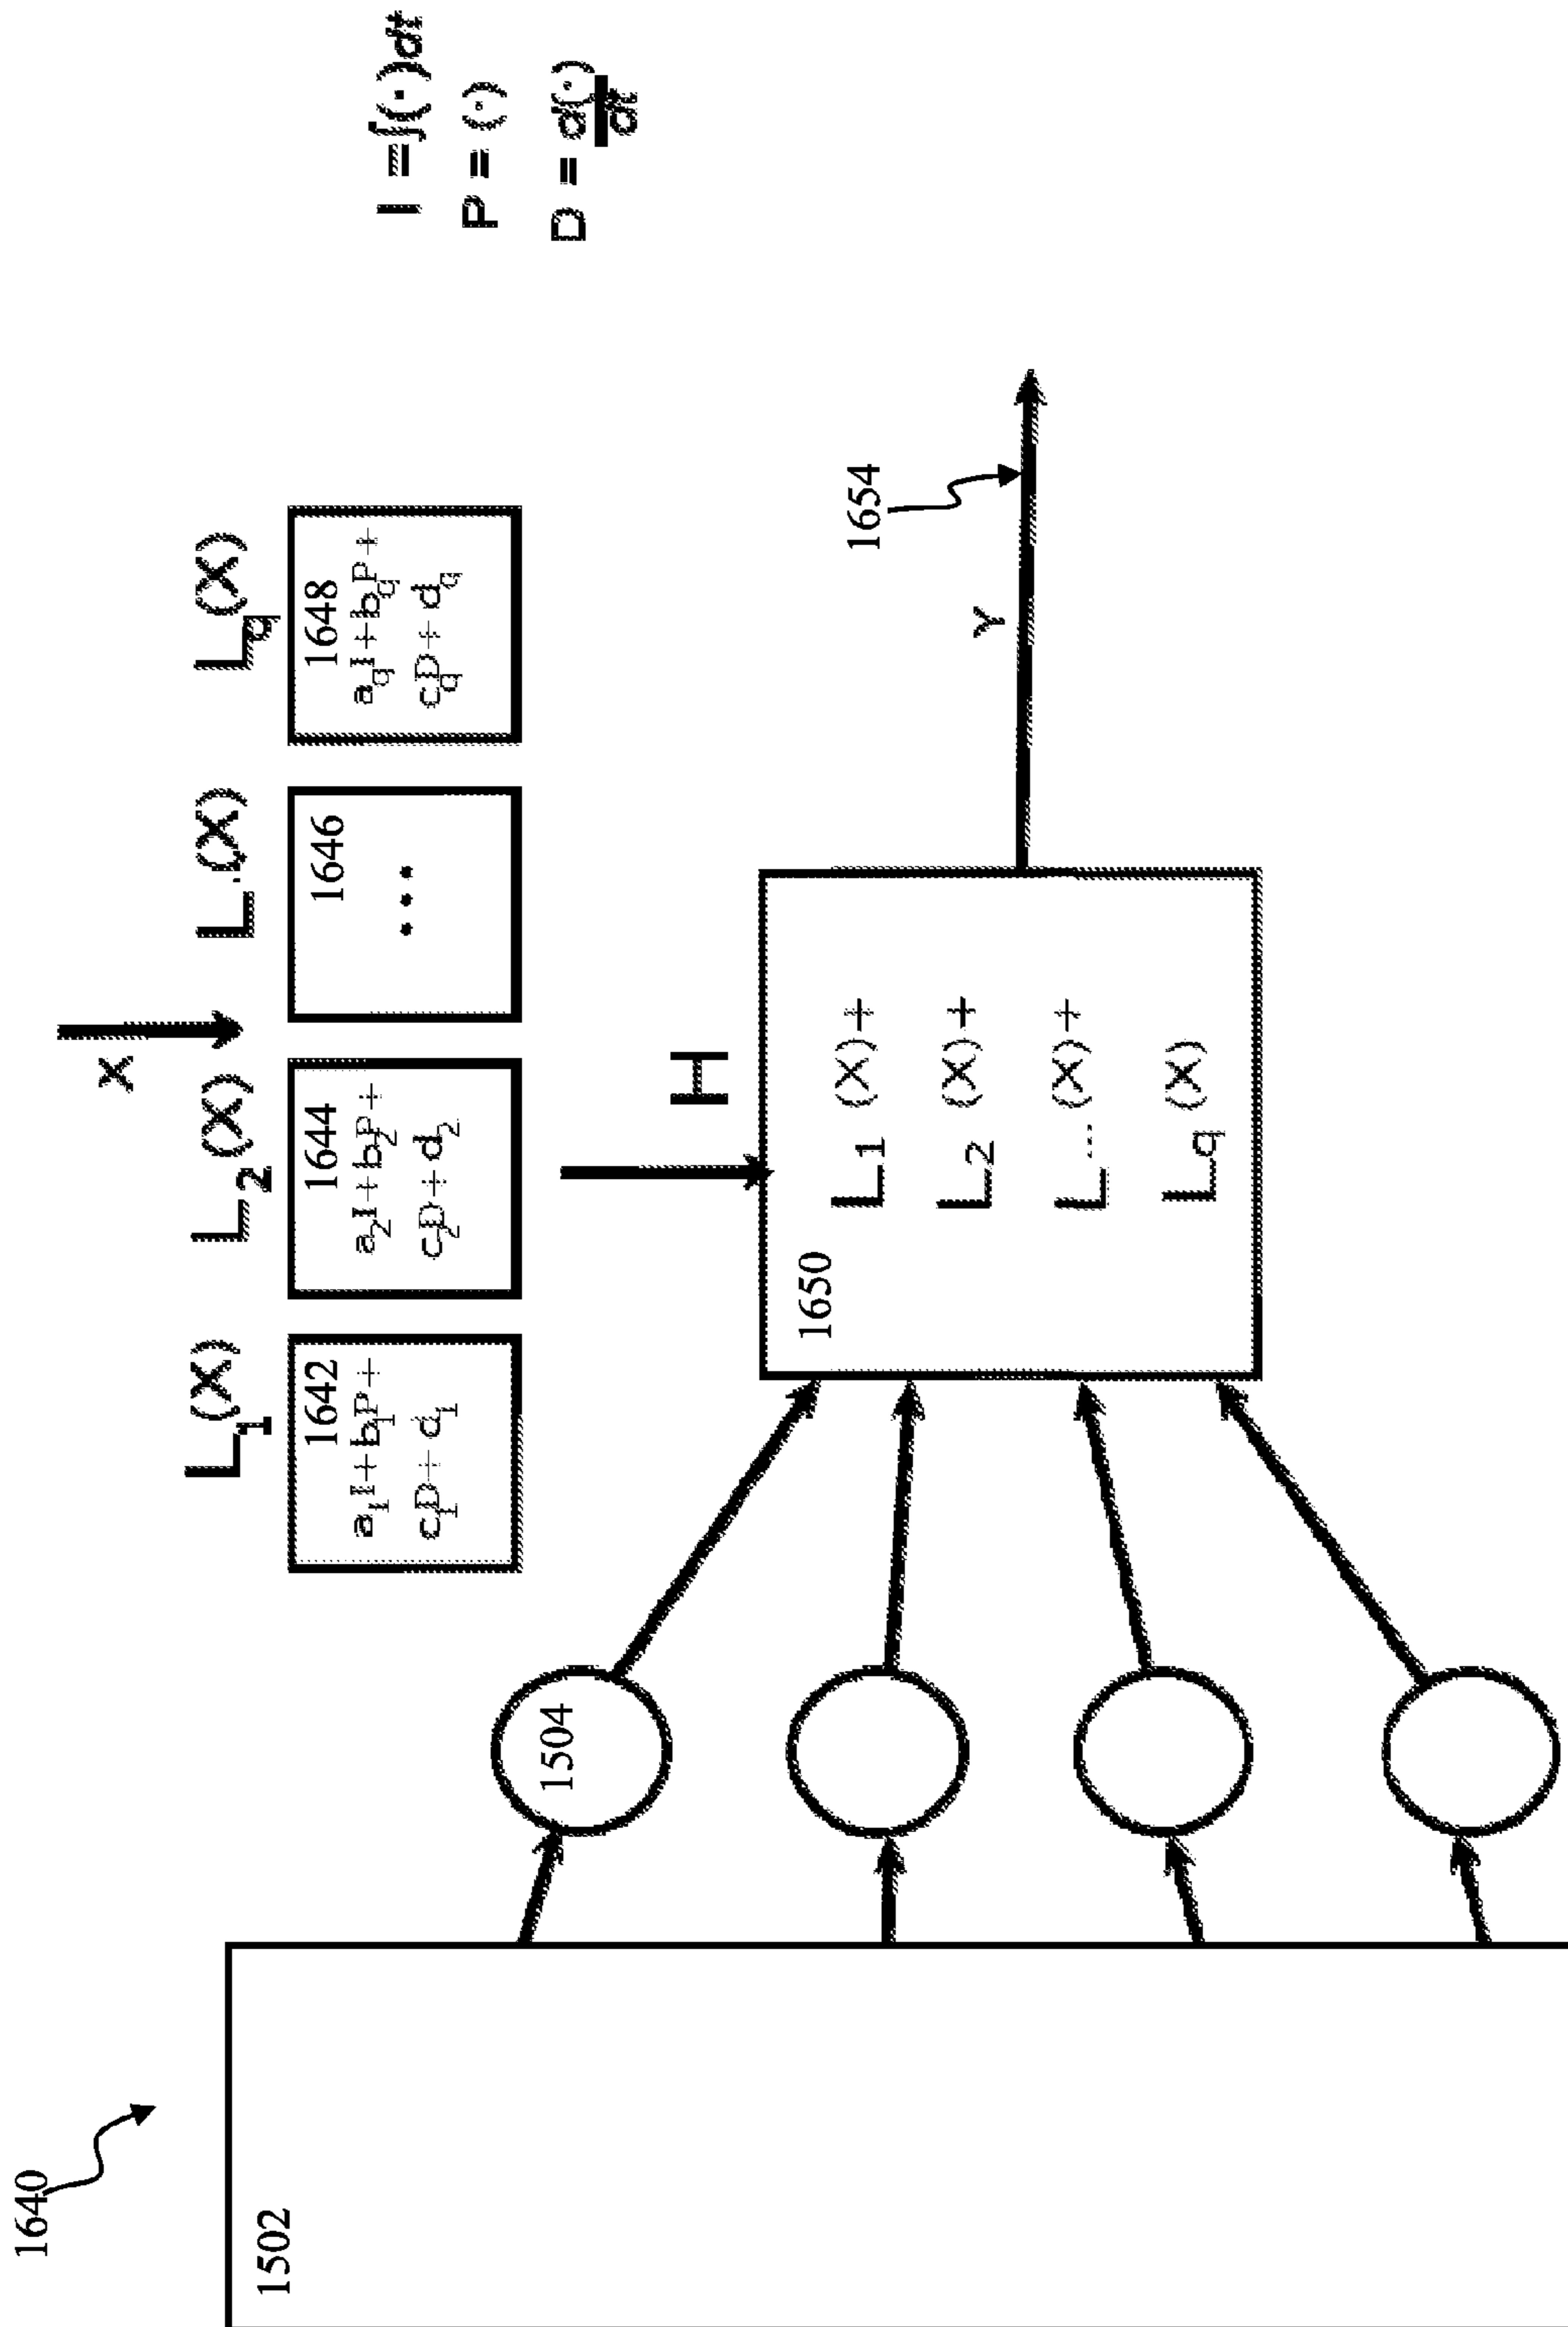 1640
1502
1504
X
L1(X)
L2(X)
L..(X)
Lq(X)
1642
a1I+b1P+
c1D+d1
1644
a2I+b2P+
c2D+d2
1646
...
1648
aqI+bqP+
cqD+dq
I =∫(·)dt
P = (·)
D = d(·)
dt
H
1650
L1 (X)+
L2 (X)+
L... (X)+
Lq (X)
Y
1654